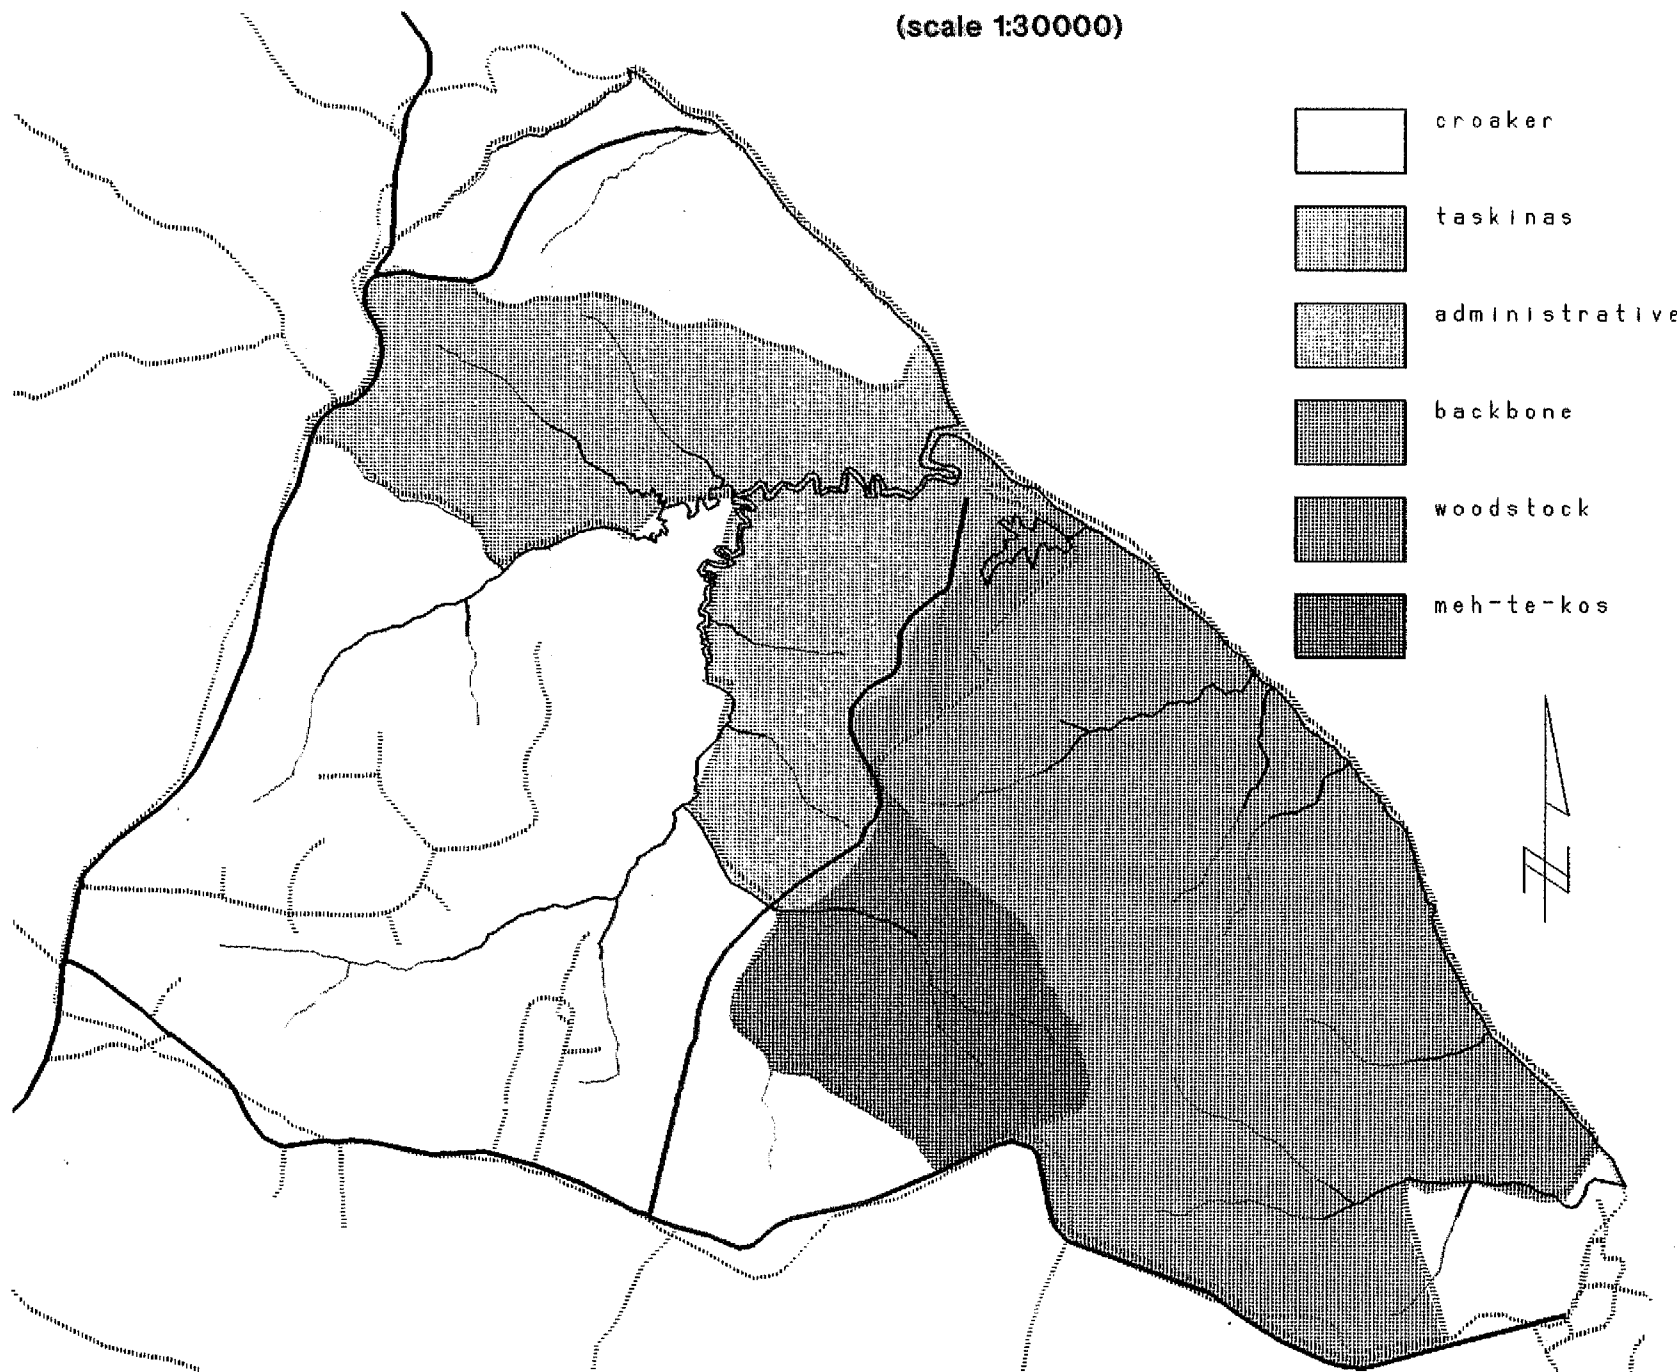 (scale 1:30000)
croaker
taskinas
administrative
backbone
woodstock
meh-te-kos
N